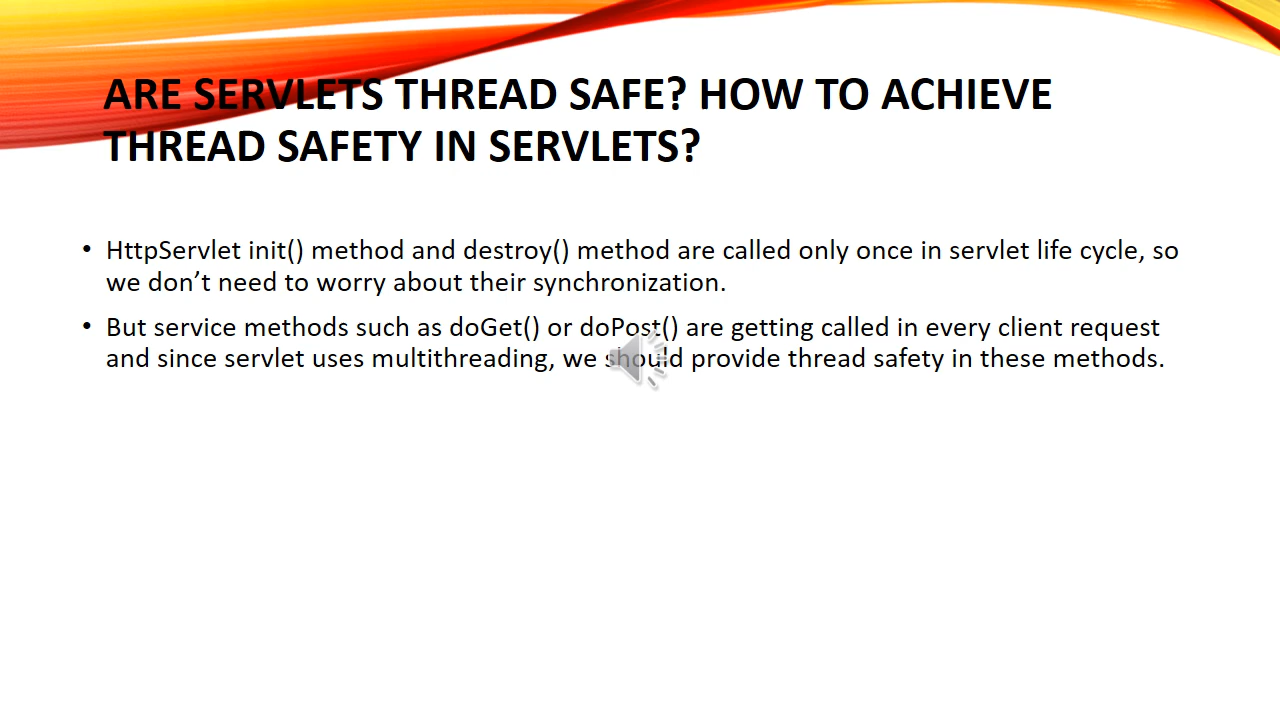 ARE SERVLETS THREAD SAFE? HOW TO ACHIEVE
THREAD SAFETY IN SERVLETS?
• HttpServlet init() method and destroy() method are called only once in servlet life cycle, so
we don’t need to worry about their synchronization.
• But service methods such as doGet() or doPost() are getting called in every client request
and since servlet uses multithreading, we should provide thread safety in these methods.